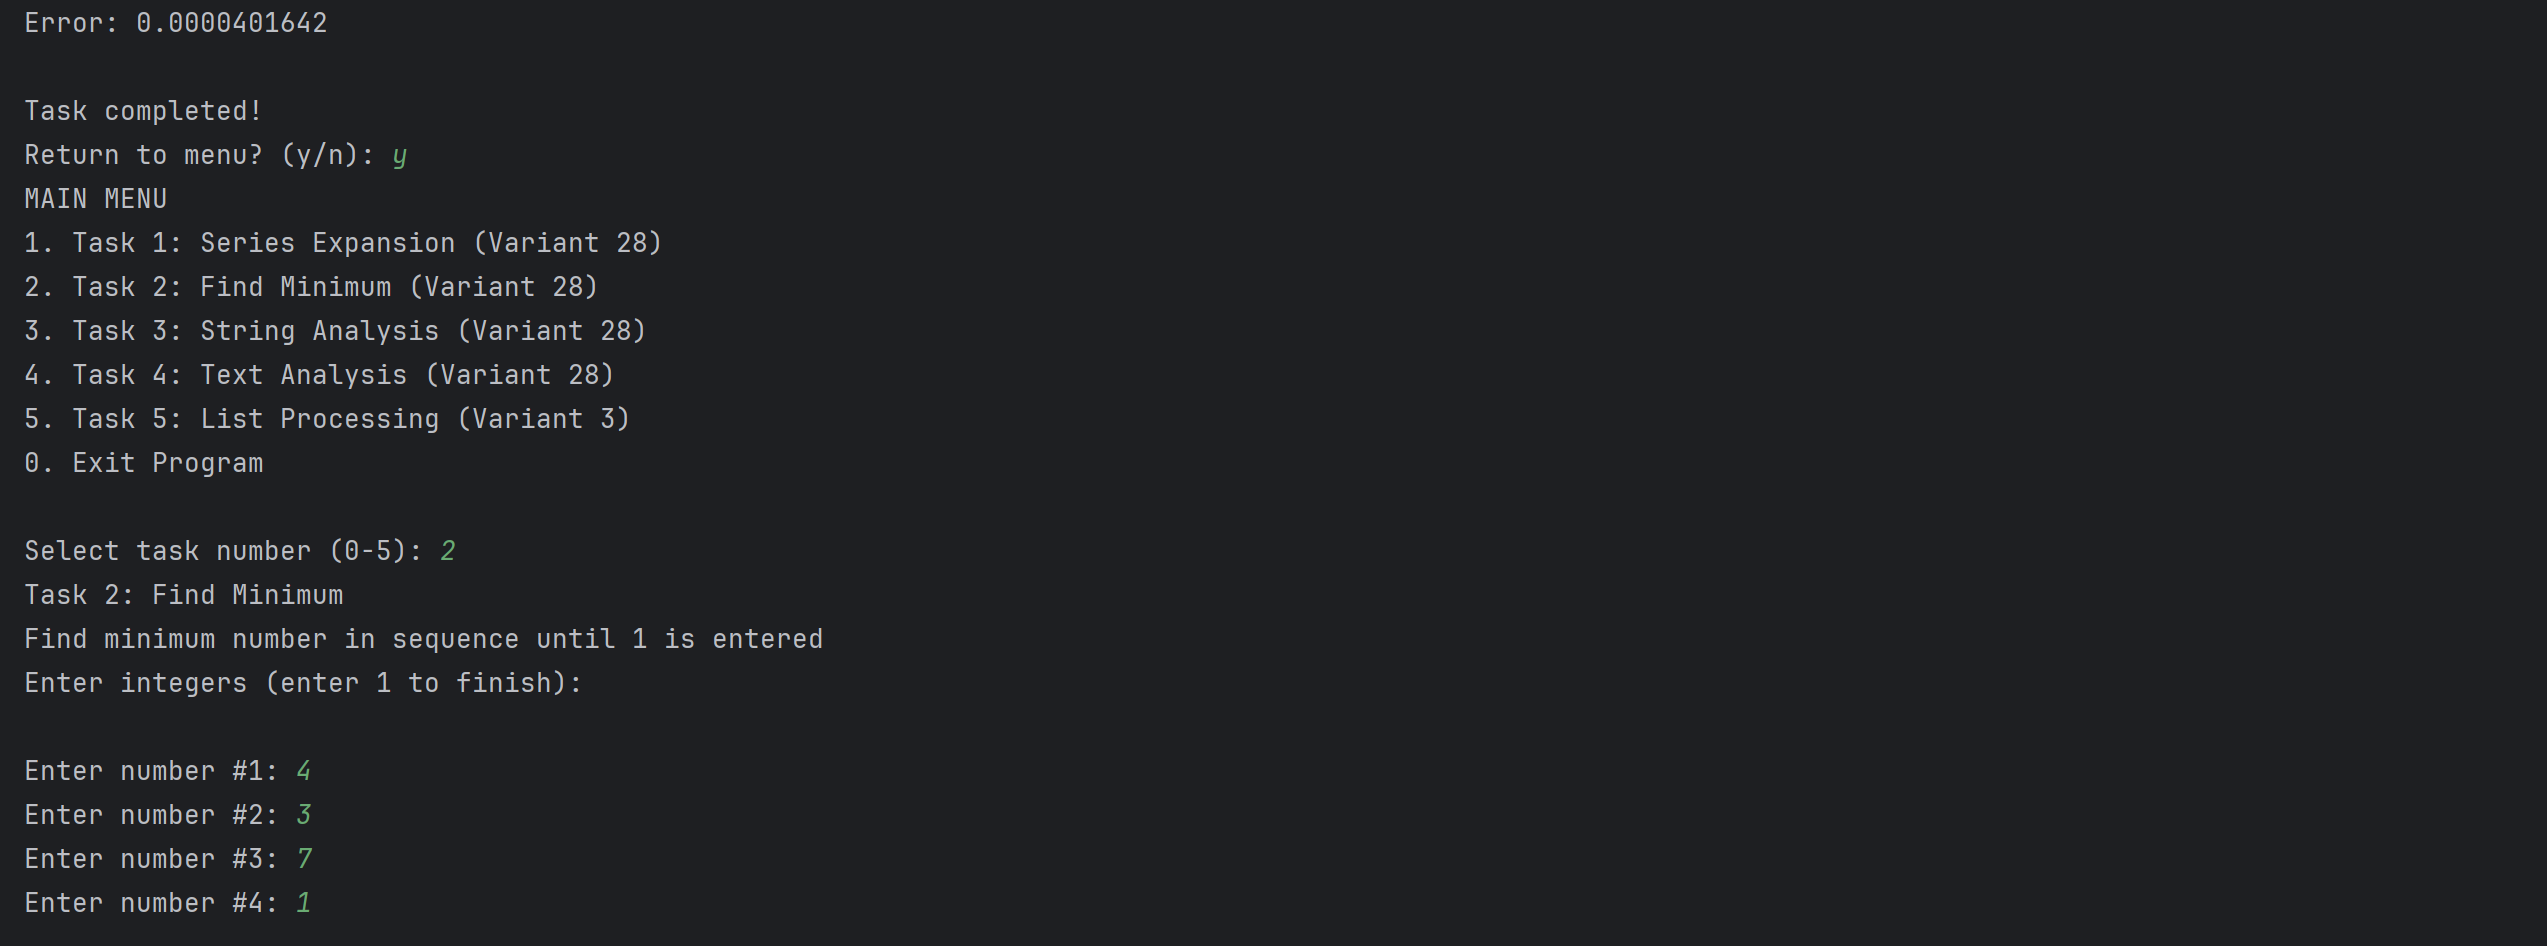 Error: 0.0000401642
Task completed!
Return to menu? (y/n): y
MAIN MENU
1. Task 1: Series Expansion (Variant 28)
2. Task 2: Find Minimum (Variant 28)
3. Task 3: String Analysis (Variant 28)
4. Task 4: Text Analysis (Variant 28)
5. Task 5: List Processing (Variant 3)
0. Exit Program
Select task number (0-5): 2
Task 2: Find Minimum
Find minimum number in sequence until 1 is entered
Enter integers (enter 1 to finish):
Enter number #1: 4
Enter number #2: 3
Enter number #3: 7
Enter number #4: 1